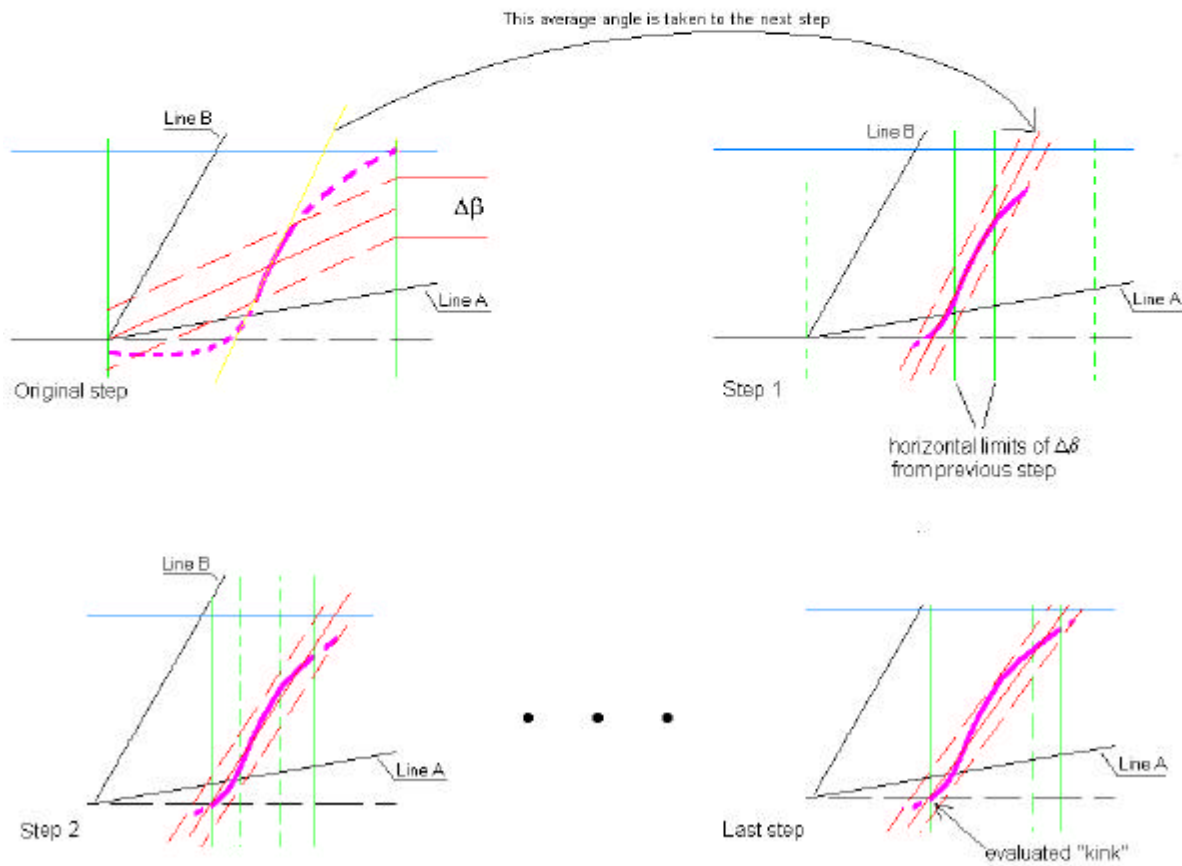 This average angle is taken to the next step
Line B
Δβ
Line A
Original step
Line B
Line A
Step 1
horizontal limits of Δβ
from previous step
Line B
Line A
Step 2
Line B
Line A
Last step
evaluated "kink"